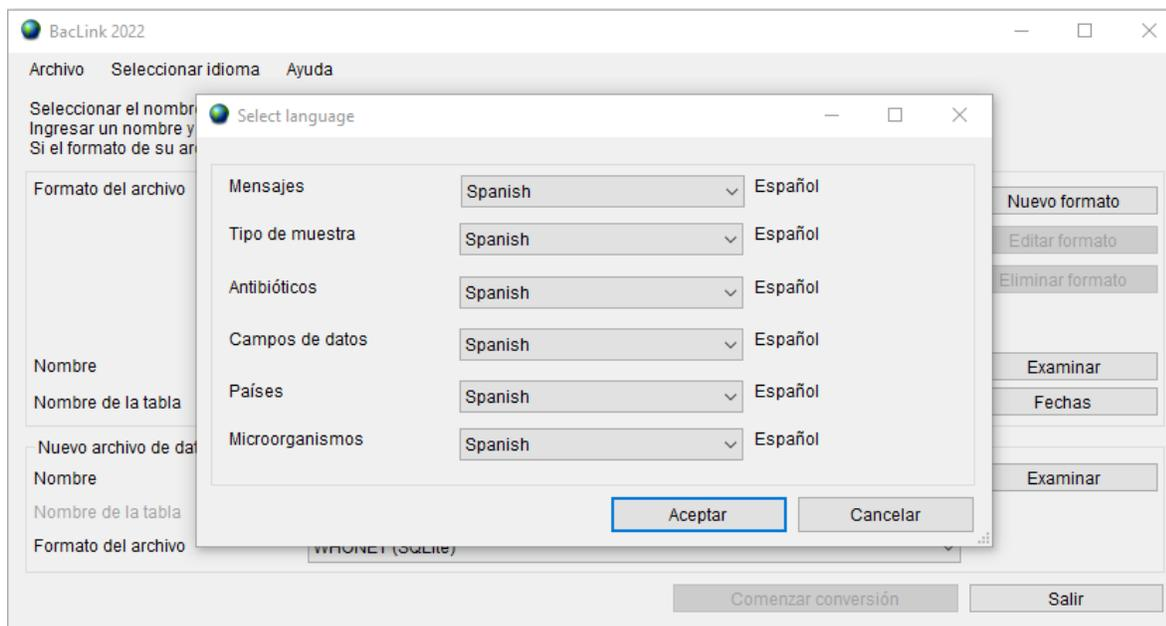 BacLink 2022
Archivo Seleccionar idioma Ayuda
Seleccionar el nombr
Ingresar un nombre y
Si el formato de su ar
Select language
Formato del archivo
Mensajes Spanish Español
Tipo de muestra Spanish Español
Antibióticos Spanish Español
Campos de datos Spanish Español
Países Spanish Español
Microorganismos Spanish Español
Aceptar Cancelar
Nuevo formato
Editar formato
Eliminar formato
Nombre Examinar
Nombre de la tabla Fechas
Nuevo archivo de dat
Nombre Examinar
Nombre de la tabla
Formato del archivo WHONET (SQLite)
Comenzar conversión Salir